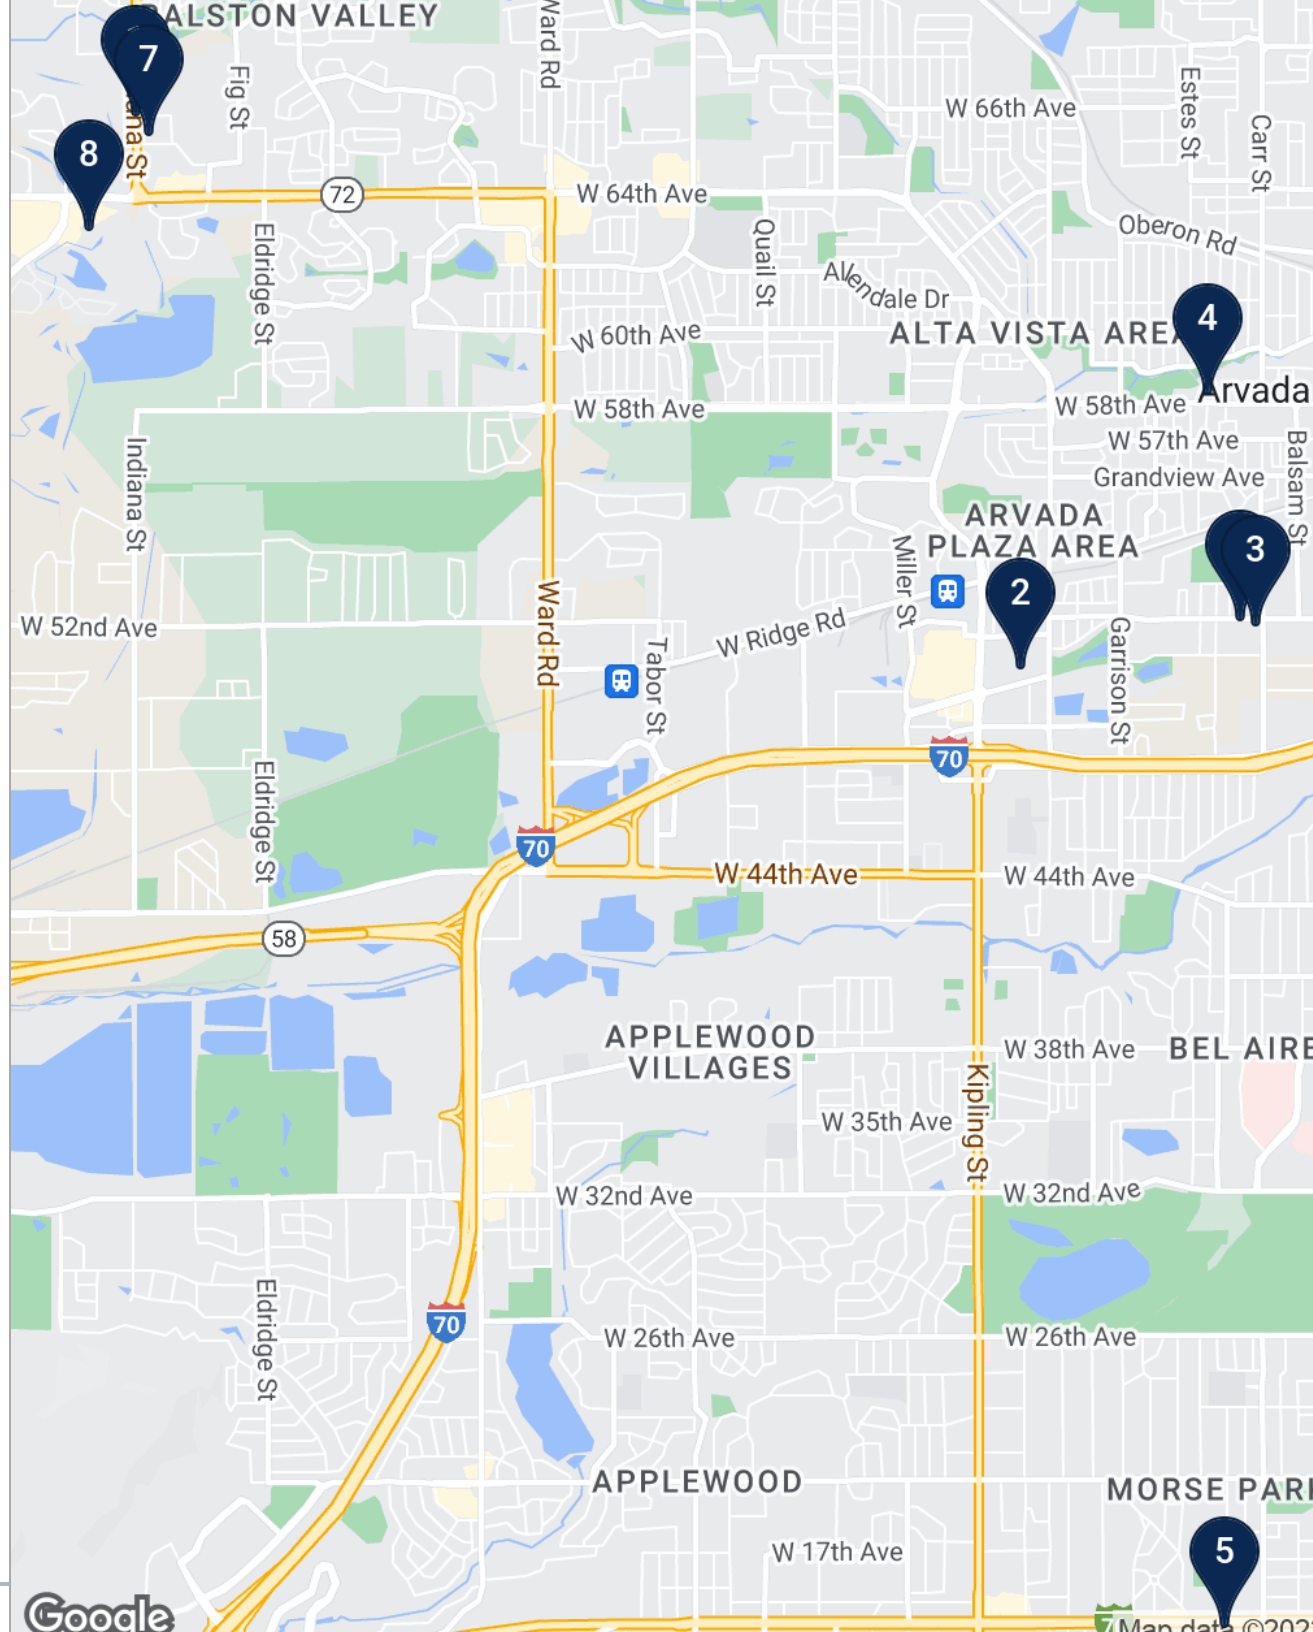 RALSTON VALLEY
Ward Rd
7
Fig St
Estes St
W 66th Ave
Carr St
8
72
W 64th Ave
Quail St
Oberon Rd
Eldridge St
Allendale Dr
4
W 60th Ave
ALTA VISTA AREA
Arvada
W 58th Ave
W 58th Ave
W 57th Ave
Balsam St
Indiana St
Grandview Ave
ARVADA
PLAZA AREA
Miller St
3
2
Ward Rd
W 52nd Ave
W Ridge Rd
Tabor St
Garrison St
70
Eldridge St
70
W 44th Ave
W 44th Ave
58
APPLEWOOD
VILLAGES
W 38th Ave
BEL AIRE
Kipling St
W 35th Ave
W 32nd Ave
W 32nd Ave
Eldridge St
70
W 26th Ave
W 26th Ave
APPLEWOOD
MORSE PARK
5
W 17th Ave
Google
Map data ©202